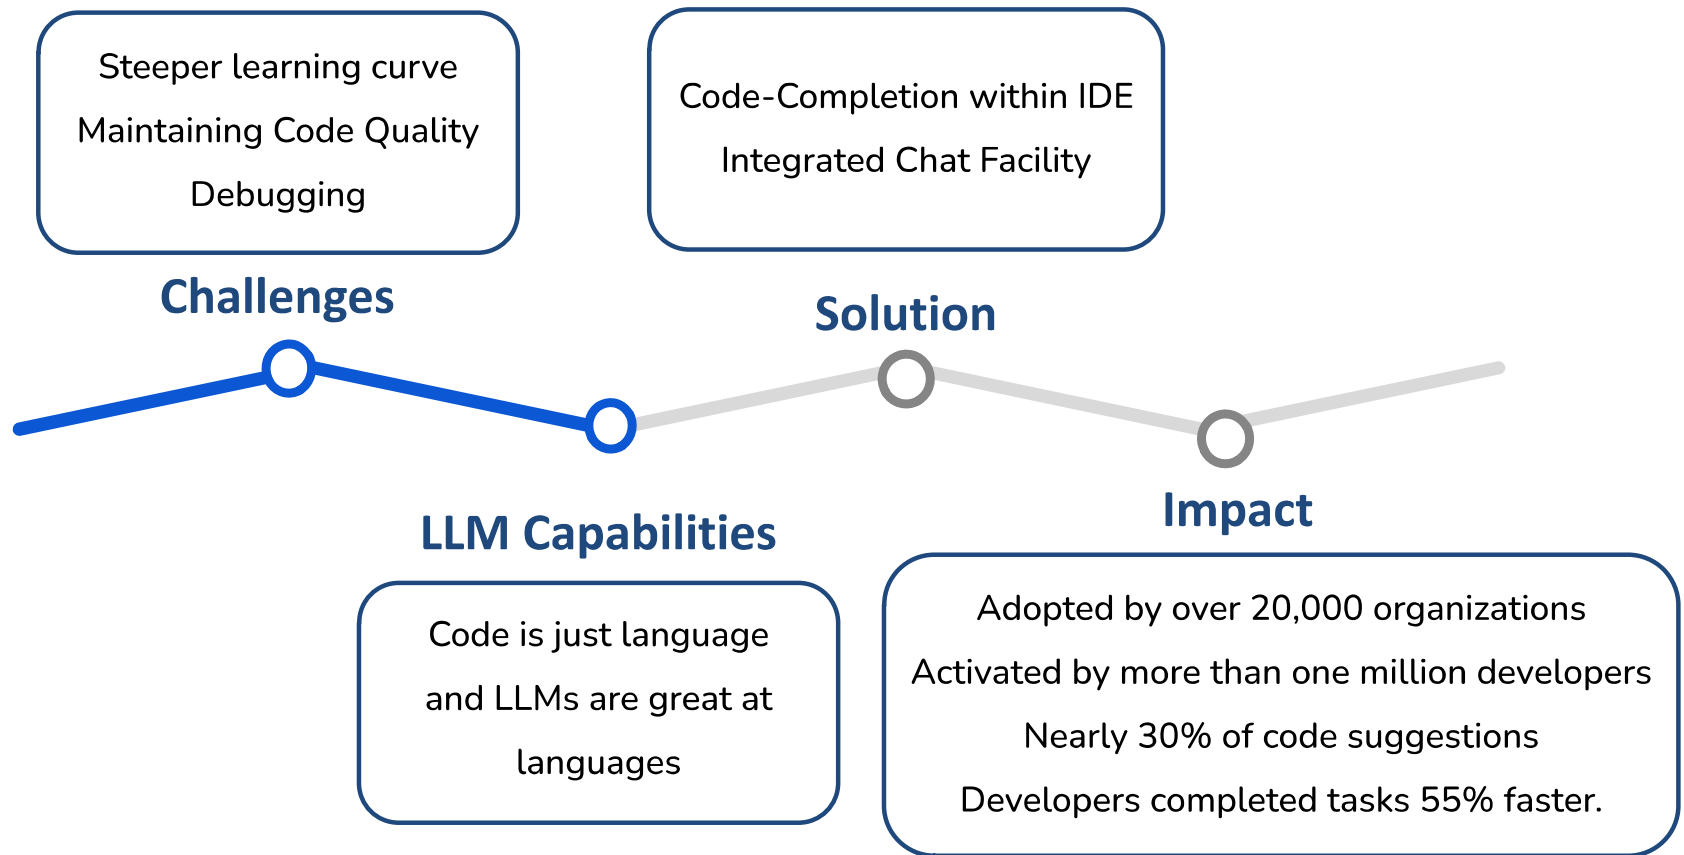 Steeper learning curve
Maintaining Code Quality
Debugging
Challenges
Code-Completion within IDE
Integrated Chat Facility
Solution
LLM Capabilities
Code is just language
and LLMs are great at
languages
Impact
Adopted by over 20,000 organizations
Activated by more than one million developers
Nearly 30% of code suggestions
Developers completed tasks 55% faster.